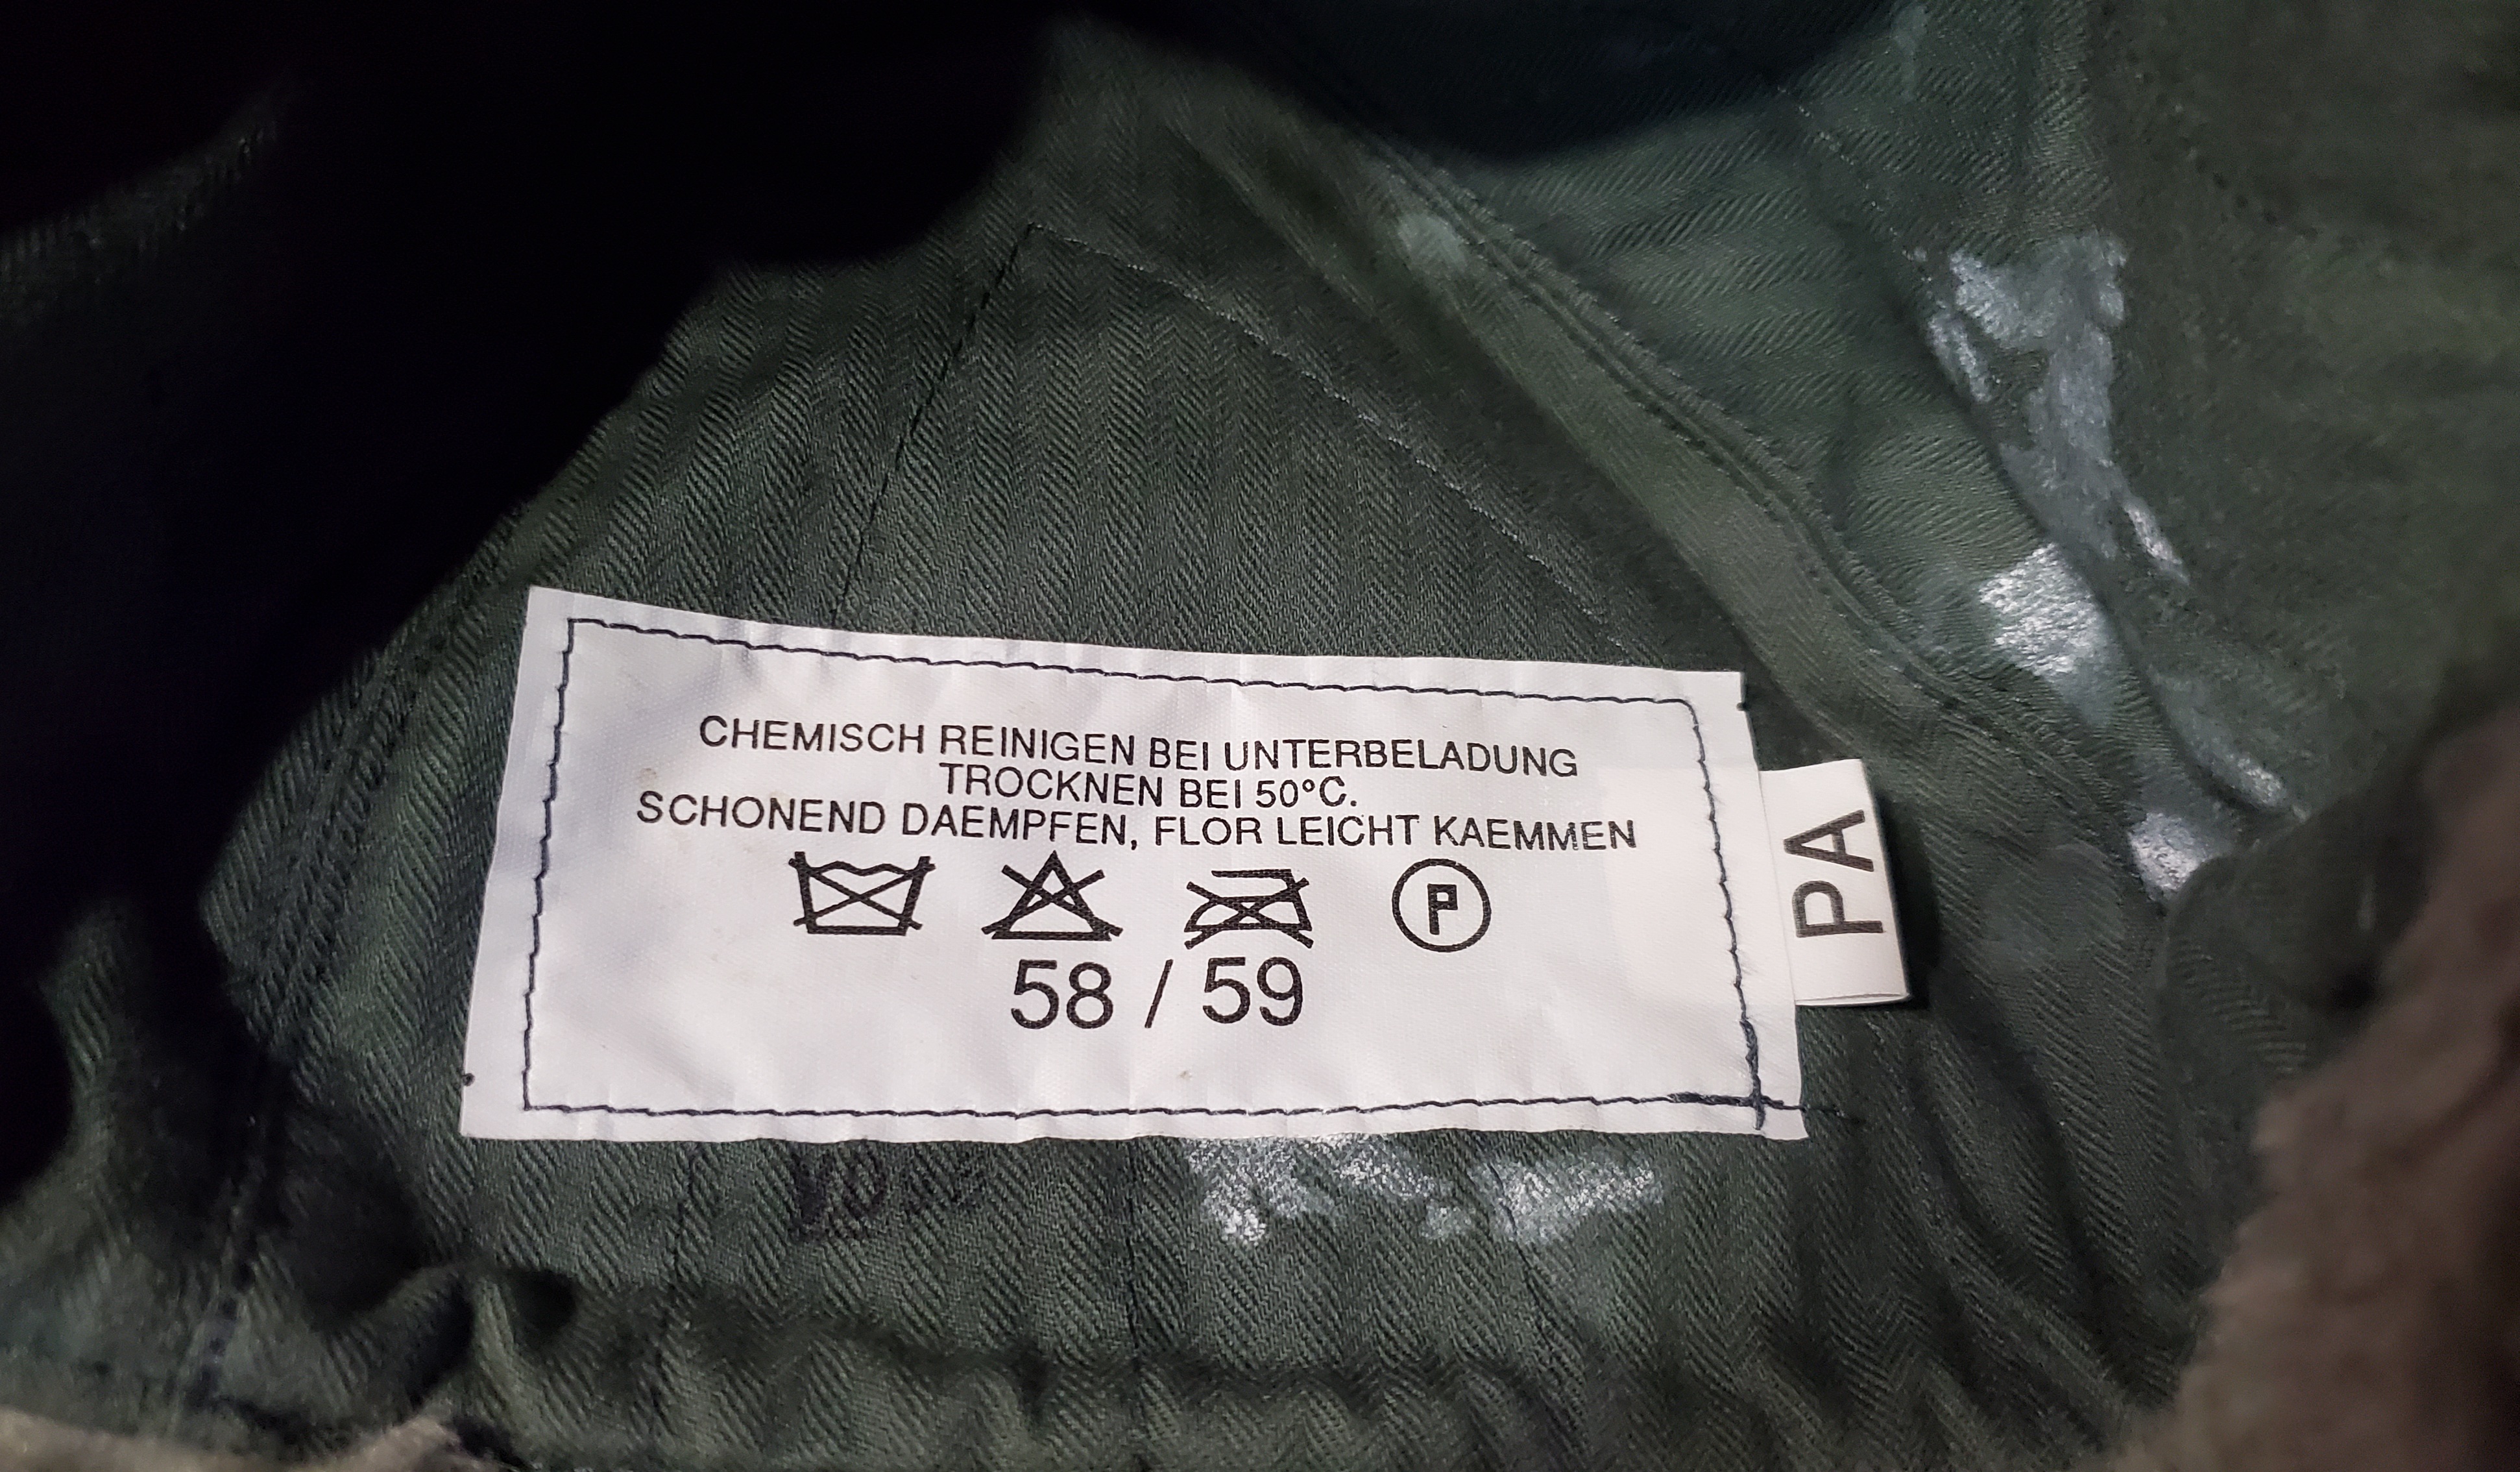 CHEMISCH REINIGEN BEI UNTERBELADUNG
TROCKNEN BEI 50°C.
SCHONEND DAEMPFEN, FLOR LEICHT KAEMMEN
P
58 / 59
PA